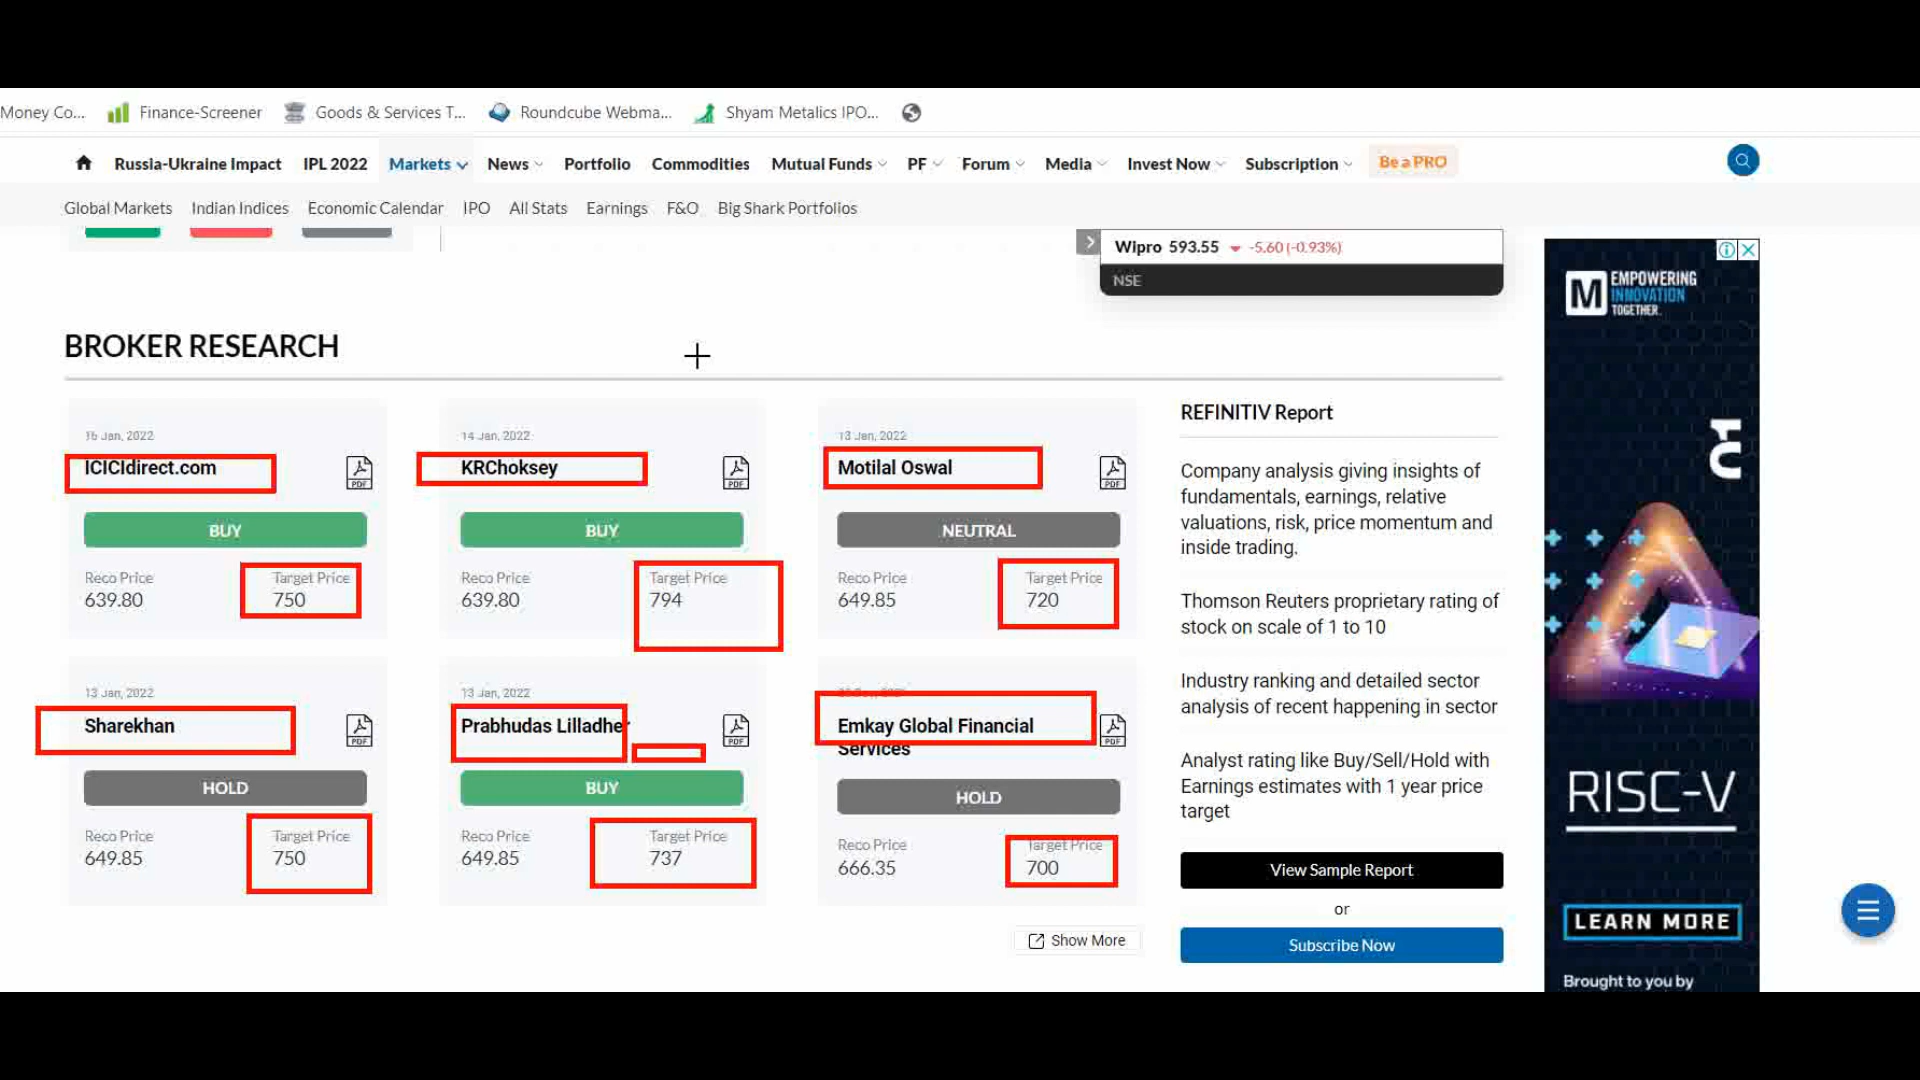 Money Co...
Finance-Screener
Goods & Services T...
Roundcube Webma...
Shyam Metalics IPO...
Russia-Ukraine Impact
IPL 2022
Markets
News
Portfolio
Commodities
Mutual Funds
PF
Forum
Media
Invest Now
Subscription
Be a PRO
Global Markets
Indian Indices
Economic Calendar
IPO
All Stats
Earnings
F&O
Big Shark Portfolios
Wipro 593.55 -5.60 (-0.93%)
NSE
BROKER RESEARCH
Jan, 2022
ICICIdirect.com
PDF
BUY
Reco Price
639.80
Target Price
750
14 Jan, 2022
KRChoksey
PDF
BUY
Reco Price
639.80
Target Price
794
13 Jan, 2022
Motilal Oswal
PDF
NEUTRAL
Reco Price
649.85
Target Price
720
13 Jan, 2022
Sharekhan
PDF
HOLD
Reco Price
649.85
Target Price
750
13 Jan, 2022
Prabhudas Lilladher
PDF
BUY
Reco Price
649.85
Target Price
737
Emkay Global Financial
Services
PDF
HOLD
Reco Price
666.35
Target Price
700
Show More
REFINITIV Report
Company analysis giving insights of
fundamentals, earnings, relative
valuations, risk, price momentum and
inside trading.
Thomson Reuters proprietary rating of
stock on scale of 1 to 10
Industry ranking and detailed sector
analysis of recent happening in sector
Analyst rating like Buy/Sell/Hold with
Earnings estimates with 1 year price
target
View Sample Report
or
Subscribe Now
M
EMPOWERING
INNOVATION
TOGETHER.
RISC-V
LEARN MORE
Brought to you by